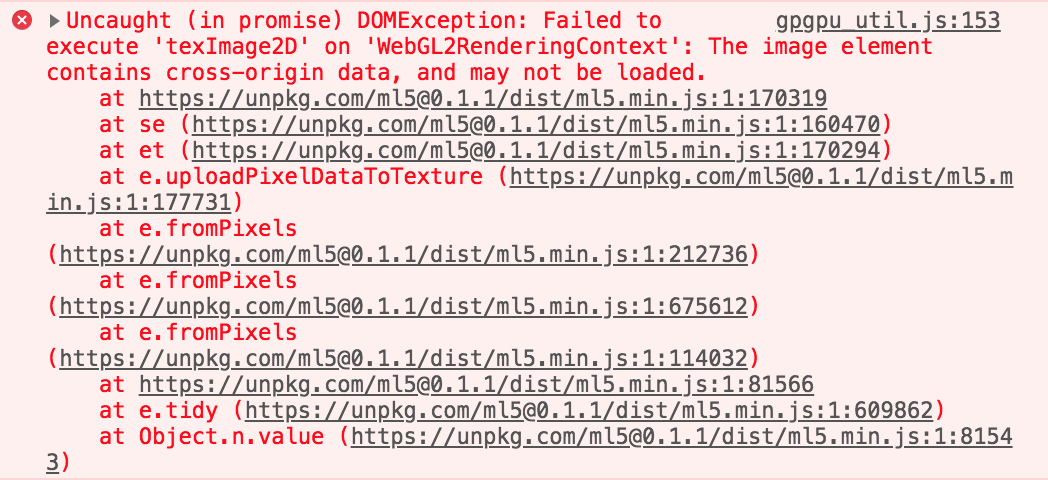 Uncaught (in promise) DOMException: Failed to gpgpu_util.js:153
execute 'texImage2D' on 'WebGL2RenderingContext': The image element
contains cross-origin data, and may not be loaded.
at https://unpkg.com/ml5@0.1.1/dist/ml5.min.js:1:170319
at se (https://unpkg.com/ml5@0.1.1/dist/ml5.min.js:1:160470)
at et (https://unpkg.com/ml5@0.1.1/dist/ml5.min.js:1:170294)
at e.uploadPixelDataToTexture (https://unpkg.com/ml5@0.1.1/dist/ml5.m
in.js:1:177731)
at e.fromPixels
(https://unpkg.com/ml5@0.1.1/dist/ml5.min.js:1:212736)
at e.fromPixels
(https://unpkg.com/ml5@0.1.1/dist/ml5.min.js:1:675612)
at e.fromPixels
(https://unpkg.com/ml5@0.1.1/dist/ml5.min.js:1:114032)
at https://unpkg.com/ml5@0.1.1/dist/ml5.min.js:1:81566
at e.tidy (https://unpkg.com/ml5@0.1.1/dist/ml5.min.js:1:609862)
at Object.n.value (https://unpkg.com/ml5@0.1.1/dist/ml5.min.js:1:8154
3)